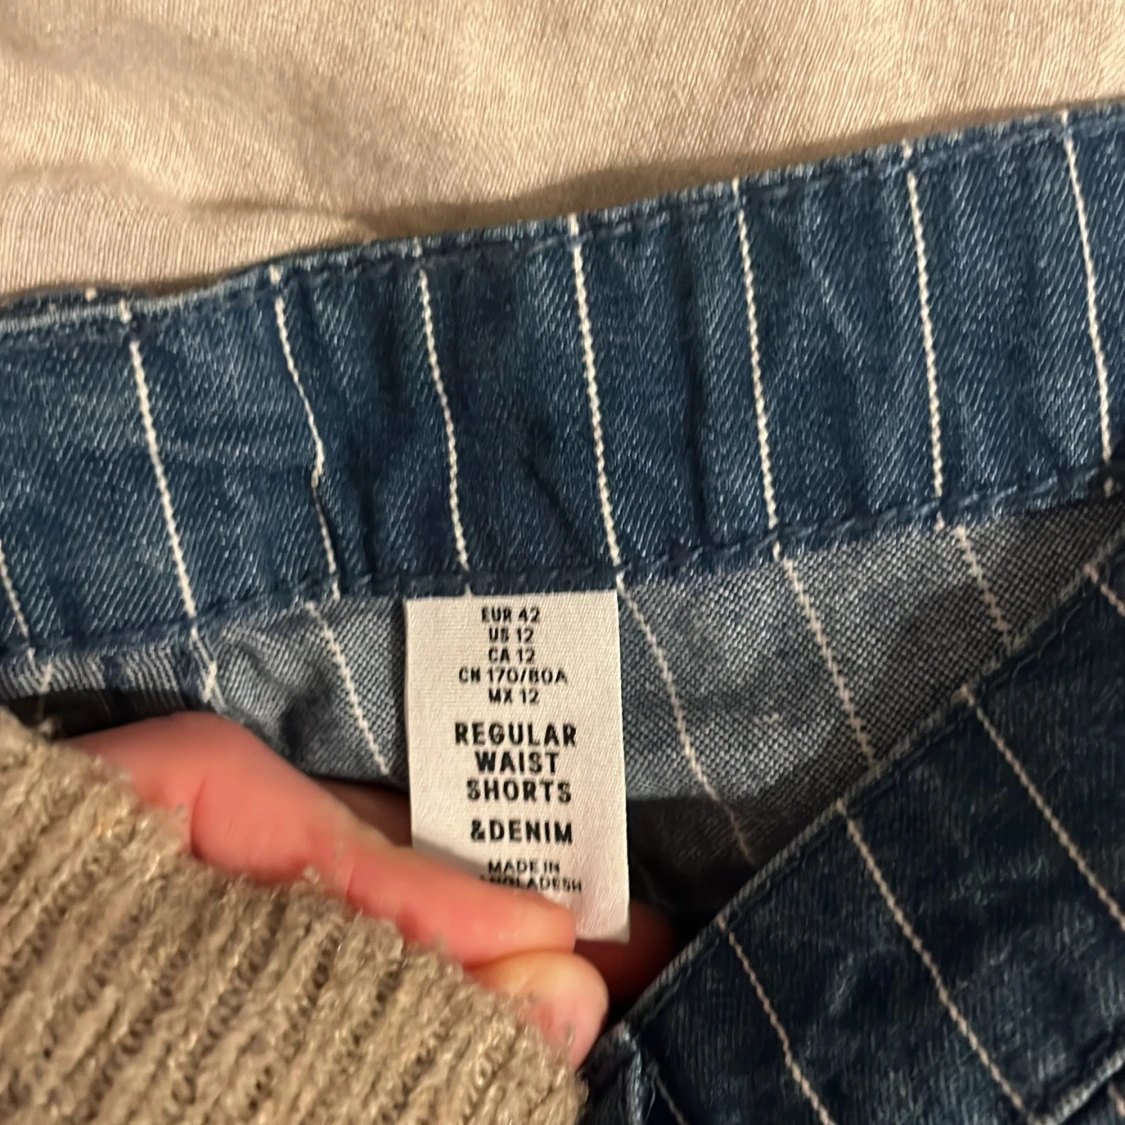 EUR 42
US 12
CA 12
CN 170/80A
MX 12
REGULAR
WAIST
SHORTS
&DENIM
MADE IN